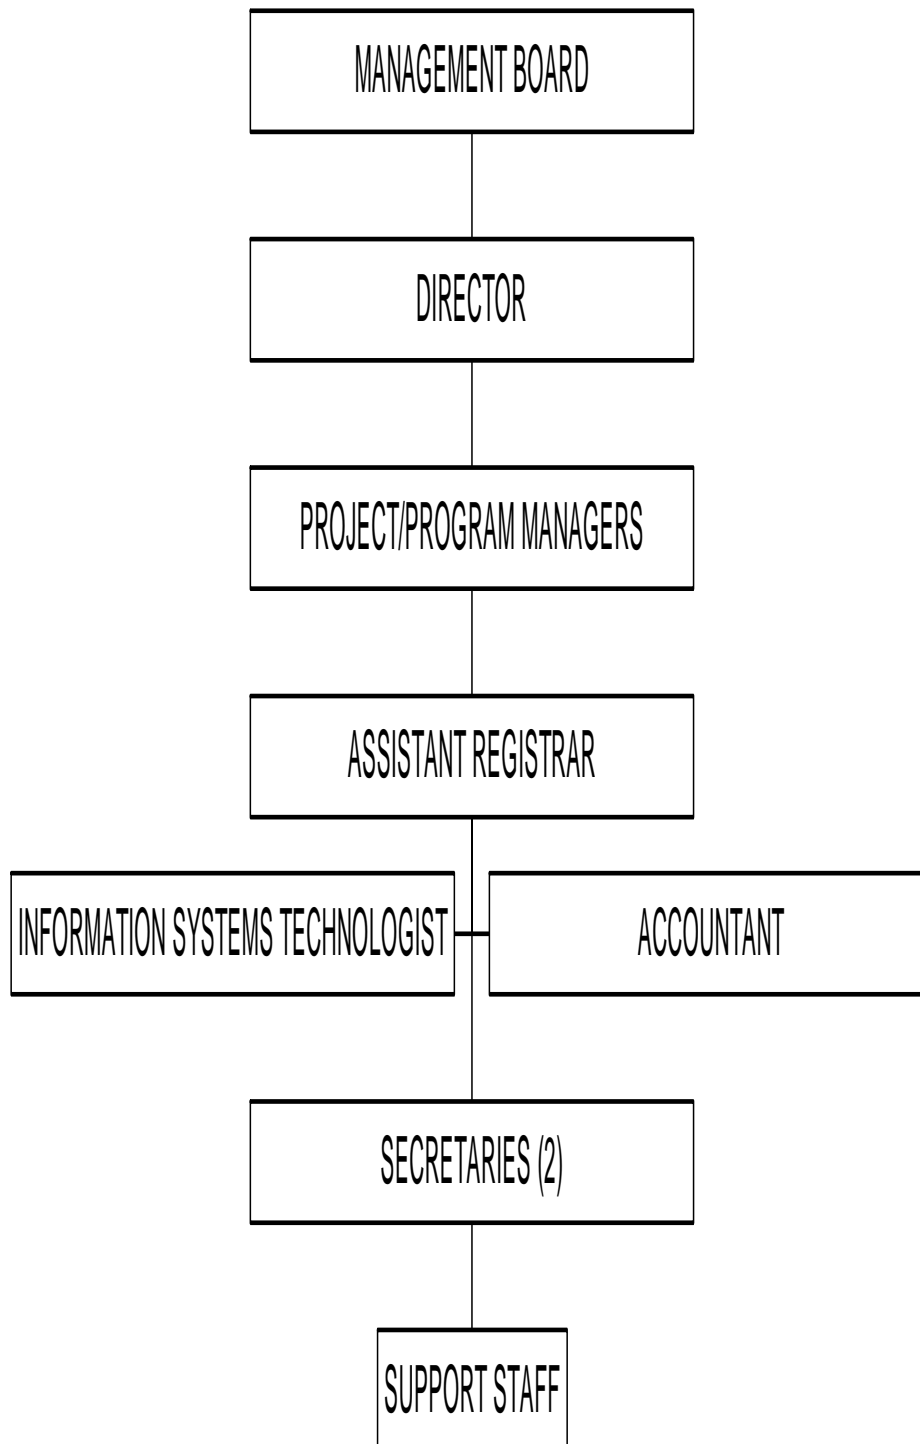 MANAGEMENT BOARD
DIRECTOR
PROJECT/PROGRAM MANAGERS
ASSISTANT REGISTRAR
INFORMATION SYSTEMS TECHNOLOGIST
ACCOUNTANT
SECRETARIES (2)
SUPPORT STAFF